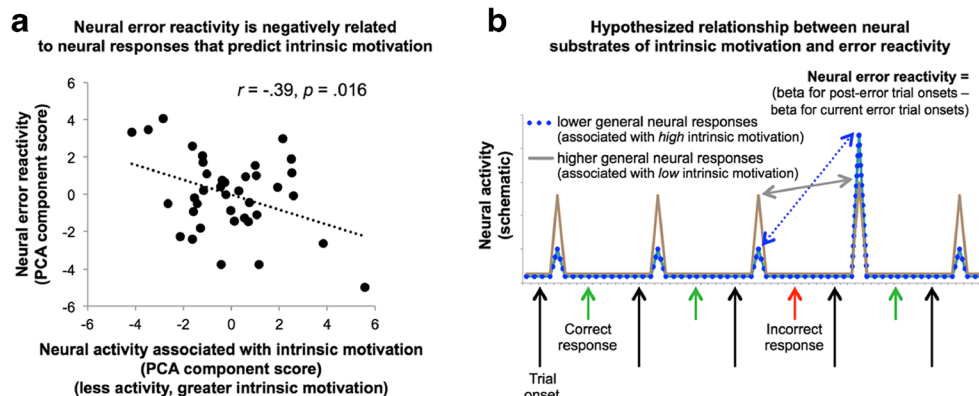 a
Neural error reactivity is negatively related
to neural responses that predict intrinsic motivation
r = -.39, p = .016
Neural error reactivity
(PCA component score)
6
4
2
0
-2
-4
-6
-6 -4 -2 0 2 4 6
Neural activity associated with intrinsic motivation
(PCA component score)
(less activity, greater intrinsic motivation)
b
Hypothesized relationship between neural
substrates of intrinsic motivation and error reactivity
Neural error reactivity =
(beta for post-error trial onsets –
beta for current error trial onsets)
lower general neural responses
(associated with high intrinsic motivation)
higher general neural responses
(associated with low intrinsic motivation)
Neural activity
(schematic)
Correct
response
Incorrect
response
Trial
onset